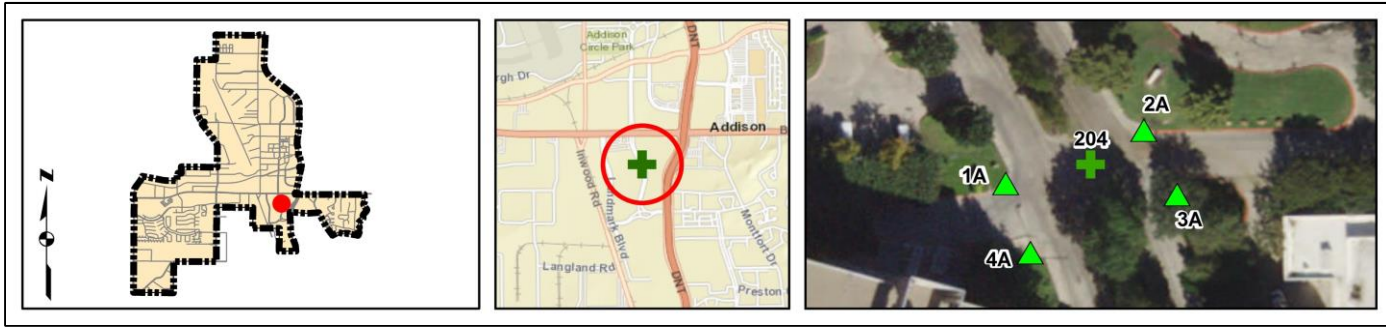 N
Addison
Circle Park
DNT
rgh Dr
Addison
B
Inwood Rd
ndmark Blvd
Montfort Dr
Langland Rd
DNT
Preston
2A
204
1A
3A
4A